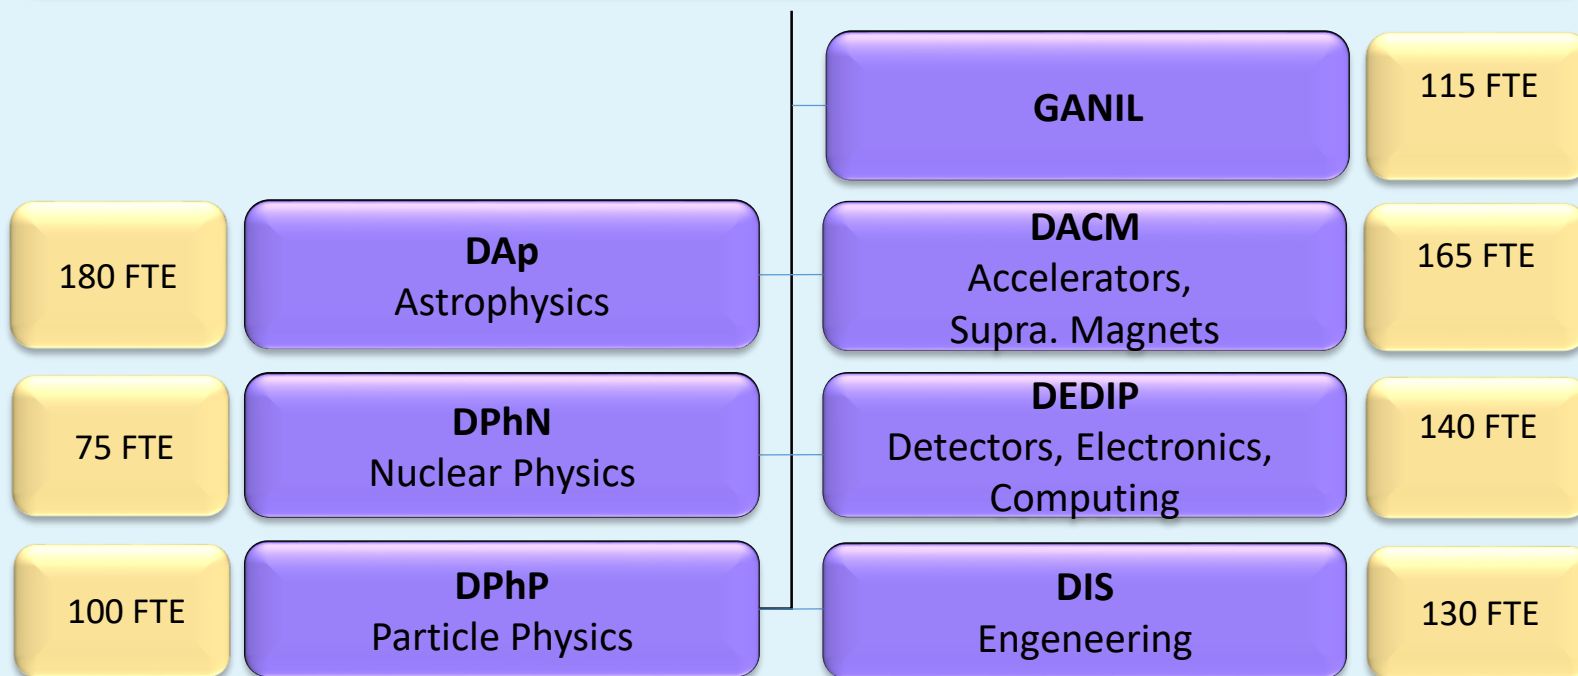 GANIL
115 FTE
180 FTE
DAp
Astrophysics
DACM
Accelerators,
Supra. Magnets
165 FTE
75 FTE
DPhN
Nuclear Physics
DEDIP
Detectors, Electronics,
Computing
140 FTE
100 FTE
DPhP
Particle Physics
DIS
Engeneering
130 FTE